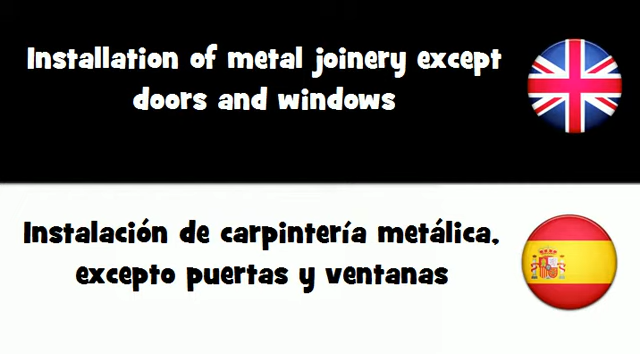 Installation of metal joinery except
doors and windows
Instalación de carpintería metálica,
excepto puertas y ventanas